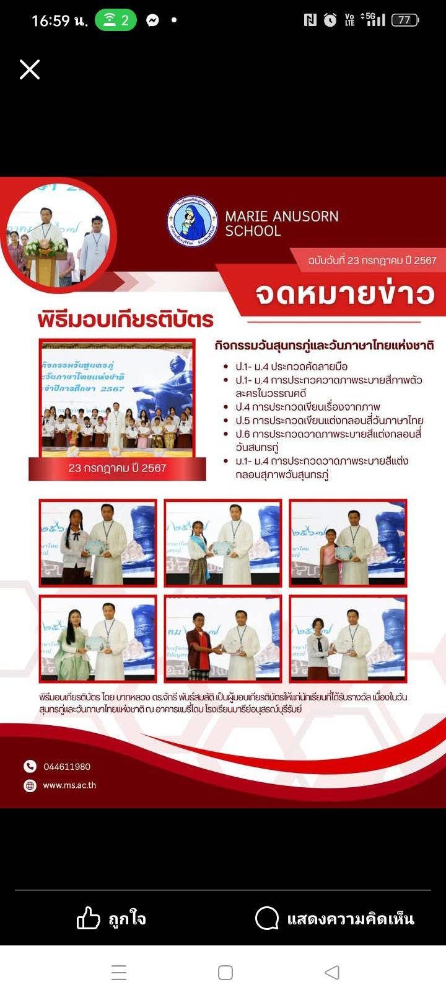 16:59 น.
2
Vo LTE
5G
77
MARIE ANUSORN
SCHOOL
ฉบับวันที่ 23 กรกฎาคม ปี 2567
จดหมายข่าว
พิธีมอบเกียรติบัตร
กิจกรรมวันสุนทรภู่และวันภาษาไทยแห่งชาติ
กิจกรรมวันสุนทรภู่
ะวันภาษาไทยแห่งชาติ
ะจำปีการศึกษา 2567
23 กรกฎาคม ปี 2567
ป.1- ม.4 ประกวดคัดลายมือ
ป.1- ม.4 การประกวควาดภาพระบายสีภาพตัว
ละครในวรรณคดี
ป.4 การประกวดเขียนเรื่องจากภาพ
ป.5 การประกวดเขียนแต่งกลอนสี่วันภาษาไทย
ป.6 การประกวดวาดภาพระบายสีแต่งกลอนสี่
วันสนทรภู่
ม.1- ม.4 การประกวดวาดภาพระบายสีแต่ง
กลอนสุภาพวันสุนทรภู่
พิธีมอบเกียรติบัตร โดย บาทหลวง ดร.จักรี พันธ์สมลัติ เป็นผู้มอบเกียรติบัตรให้แก่นักเรียนที่ได้รับรางวัล เนื่องในวัน
สุนทรภู่และวันภาษาไทยแห่งชาติ ณ อาคารแมรี่โดม โรงเรียนมารีย์อนุสรณ์บุรีรัมย์
044611980
www.ms.ac.th
ถูกใจ
แสดงความคิดเห็น